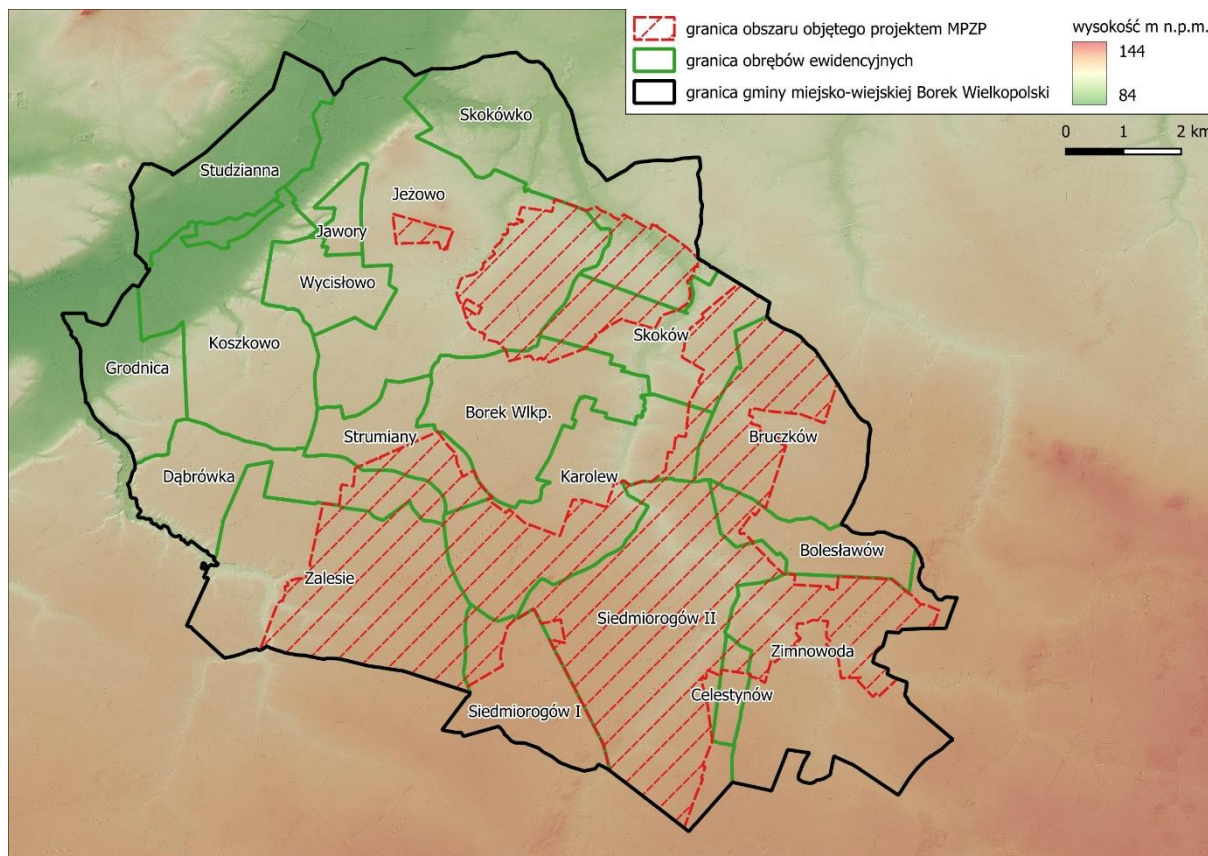 granica obszaru objętego projektem MPZP
granica obrębów ewidencyjnych
granica gminy miejsko-wiejskiej Borek Wielkopolski
wysokość m n.p.m.
144
84
0 1 2 km
Skokówko
Studzianna
Jeżowo
Jawory
Wycisłowo
Skoków
Koszkowo
Grodnica
Borek Wlkp.
Strumiany
Bruczków
Dąbrówka
Karolew
Bolesławów
Zalesie
Siedmiorogów II
Zimnowoda
Celestynów
Siedmiorogów I